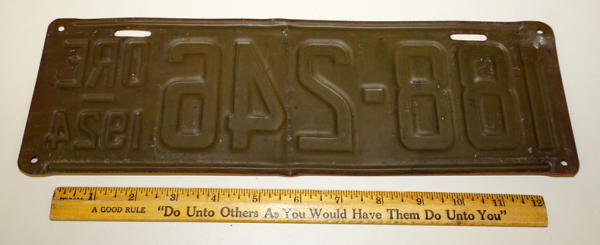 188-246
ORE
1924
1 2 3 4 5 6 7 8 9 10 11 12
A GOOD RULE "Do Unto Others As You Would Have Them Do Unto You"